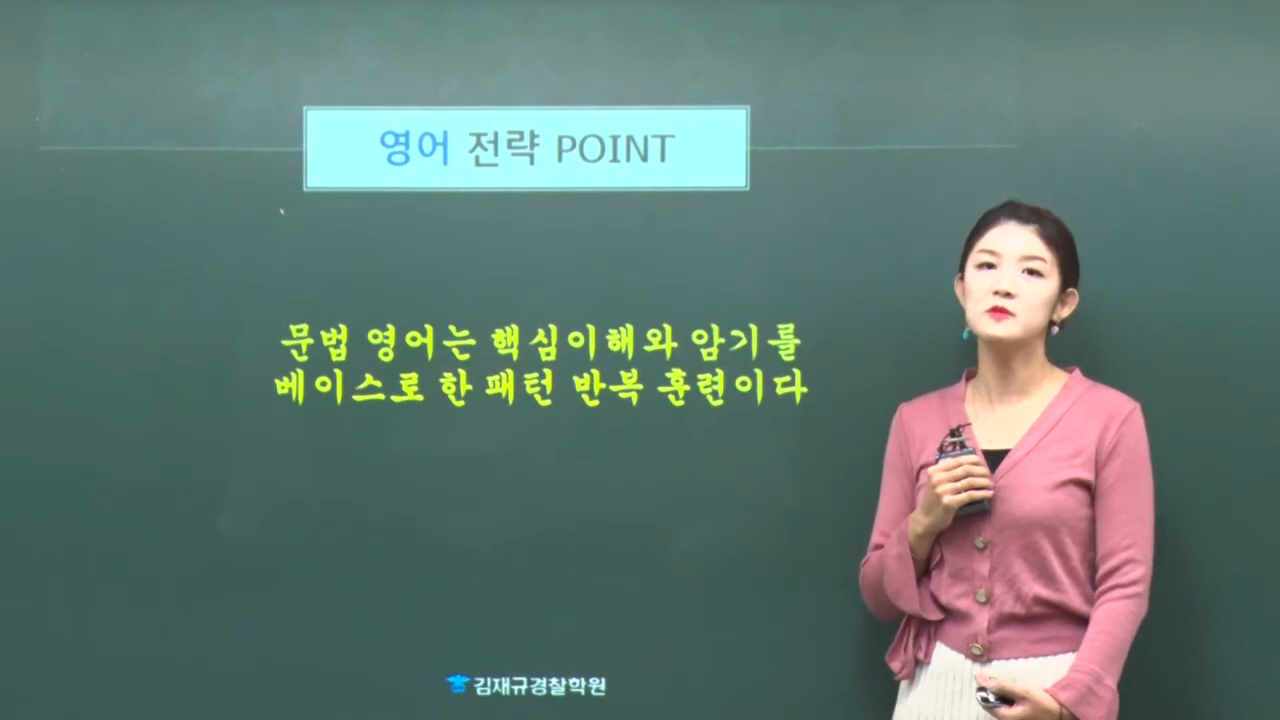 영어 전략 POINT
문법 영어는 핵심이해와 암기를
베이스로 한 패턴 반복 훈련이다
김재규경찰학원